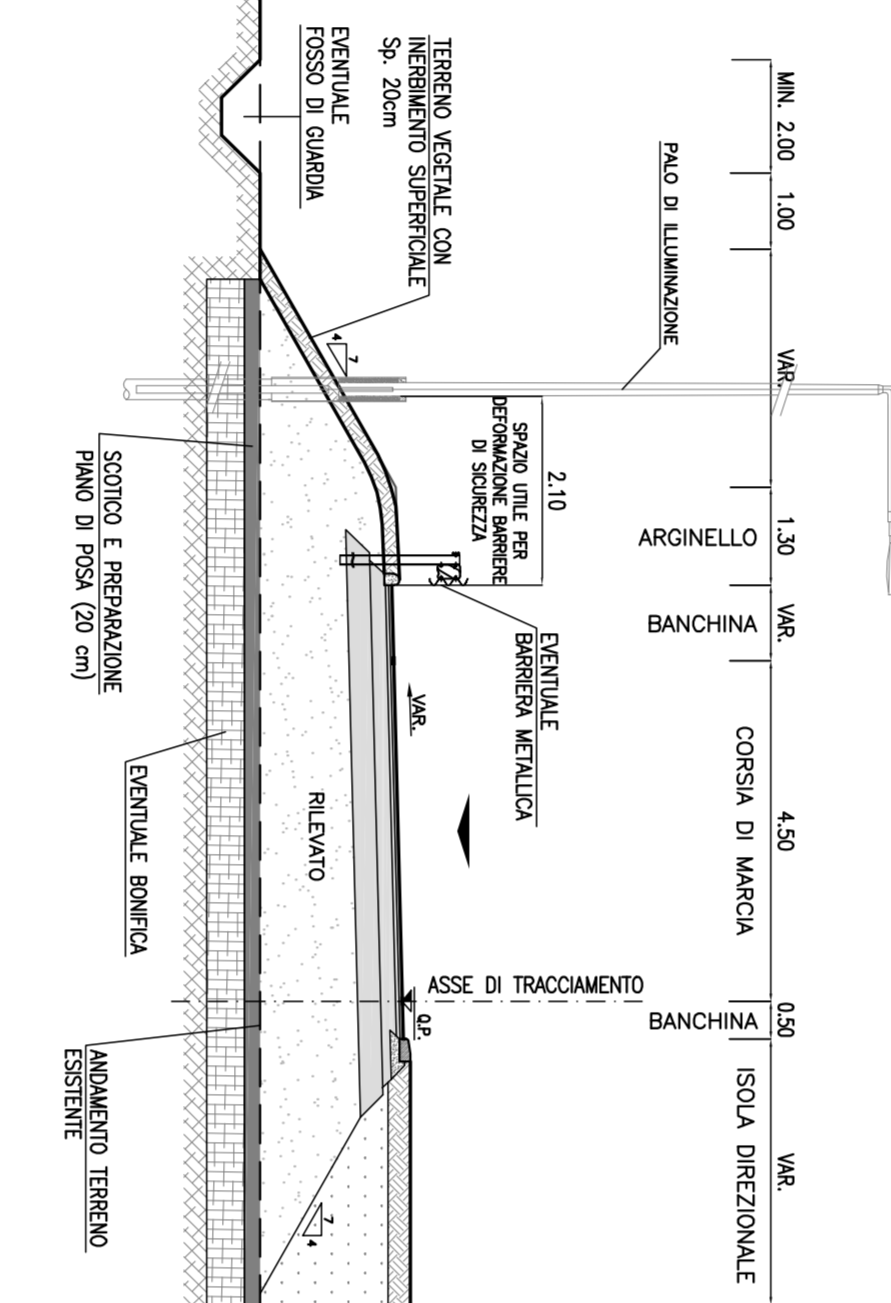 MIN. 2.00
1.00
VAR.
1.30
VAR.
4.50
0.50
VAR.
ARGINELLO
BANCHINA
CORSIA DI MARCIA
BANCHINA
ISOLA DIREZIONALE
PALO DI ILLUMINAZIONE
2.10
SPAZIO UTILE PER
DEFORMAZIONE BARRIERE
DI SICUREZZA
EVENTUALE
BARRIERA METALLICA
ASSE DI TRACCIAMENTO
TERRENO VEGETALE CON
INERBIMENTO SUPERFICIALE
Sp. 20cm
EVENTUALE
FOSSO DI GUARDIA
4
7
VAR.
Q.P.
RILEVATO
7
4
SCOTICO E PREPARAZIONE
PIANO DI POSA (20 cm)
EVENTUALE BONIFICA
ANDAMENTO TERRENO
ESISTENTE